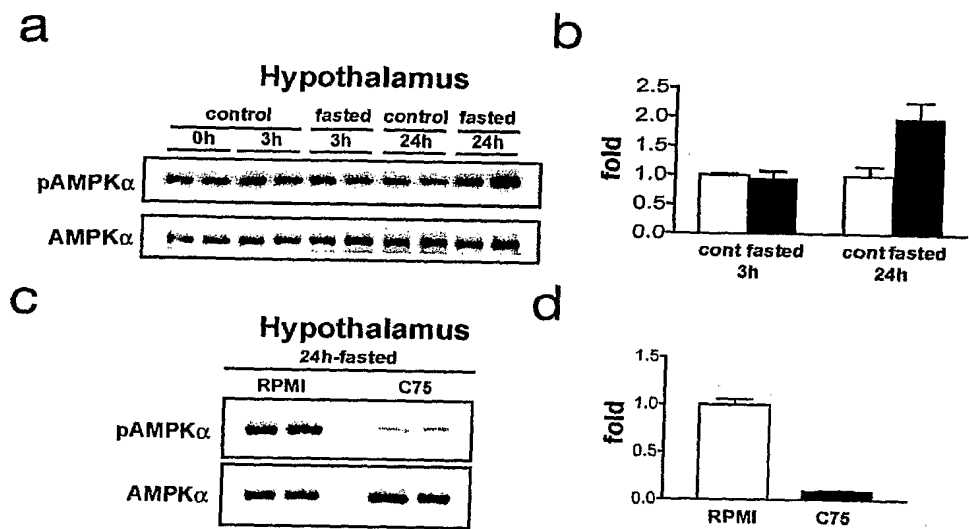 a
Hypothalamus
control fasted control fasted
0h 3h 3h 24h 24h
pAMPKα
AMPKα
b
fold
2.5
2.0
1.5
1.0
0.5
0.0
cont fasted cont fasted
3h 24h
c
Hypothalamus
24h-fasted
RPMI C75
pAMPKα
AMPKα
d
fold
1.5
1.0
0.5
0.0
RPMI C75